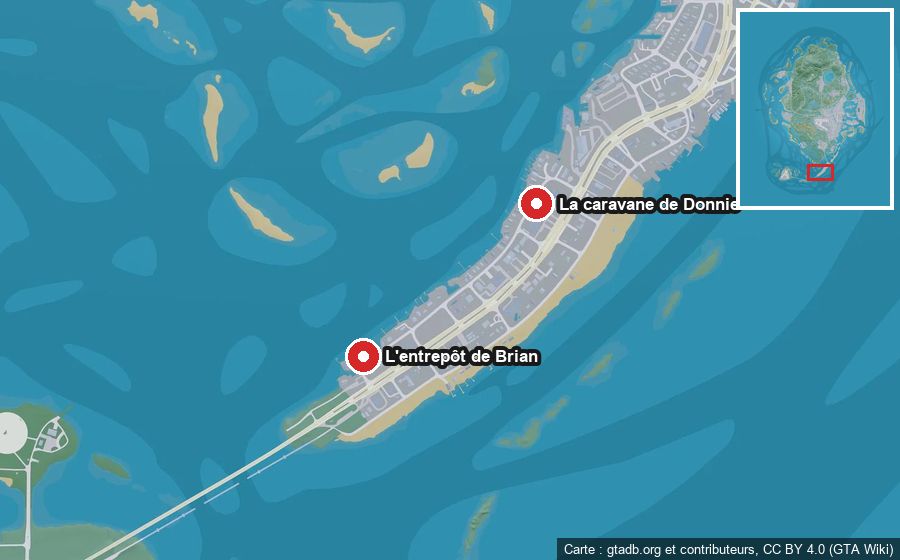 La caravane de Donnie
L'entrepôt de Brian
Carte : gtadb.org et contributeurs, CC BY 4.0 (GTA Wiki)